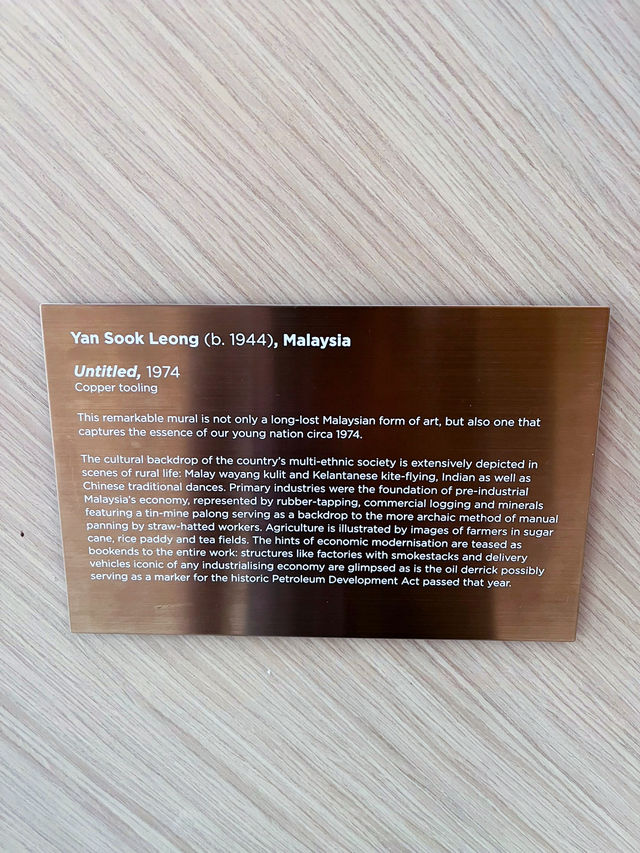 Yan Sook Leong (b. 1944), Malaysia
Untitled, 1974
Copper tooling
This remarkable mural is not only a long-lost Malaysian form of art, but also one that
captures the essence of our young nation circa 1974.
The cultural backdrop of the country's multi-ethnic society is extensively depicted in
scenes of rural life: Malay wayang kulit and Kelantanese kite-flying, Indian as well as
Chinese traditional dances. Primary industries were the foundation of pre-industrial
Malaysia's economy, represented by rubber-tapping, commercial logging and minerals
featuring a tin-mine palong serving as a backdrop to the more archaic method of manual
panning by straw-hatted workers. Agriculture is illustrated by images of farmers in sugar
cane, rice paddy and tea fields. The hints of economic modernisation are teased as
bookends to the entire work: structures like factories with smokestacks and delivery
vehicles iconic of any industrialising economy are glimpsed as is the oil derrick possibly
serving as a marker for the historic Petroleum Development Act passed that year.